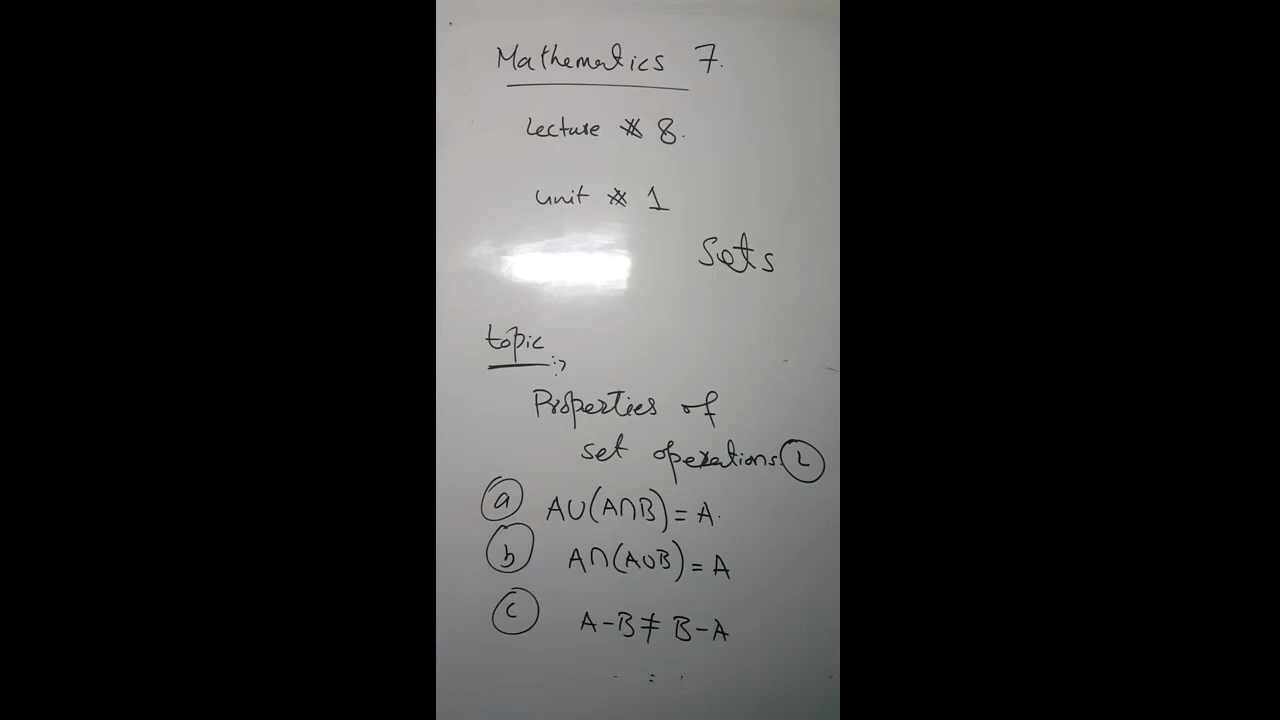 Mathematics 7.
Lecture # 8.
unit # 1
Sets
topic :-
Properties of
set operations. L
a A∪(A∩B) = A.
b A∩(A∪B) = A
c A-B ≠ B-A